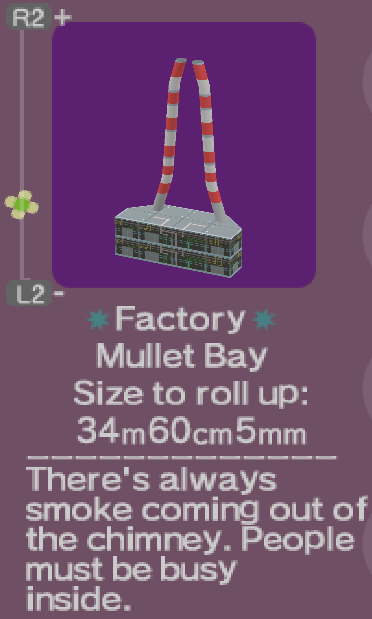 R2 +
L2 -
Factory
Mullet Bay
Size to roll up:
34m60cm5mm
There's always
smoke coming out of
the chimney. People
must be busy
inside.